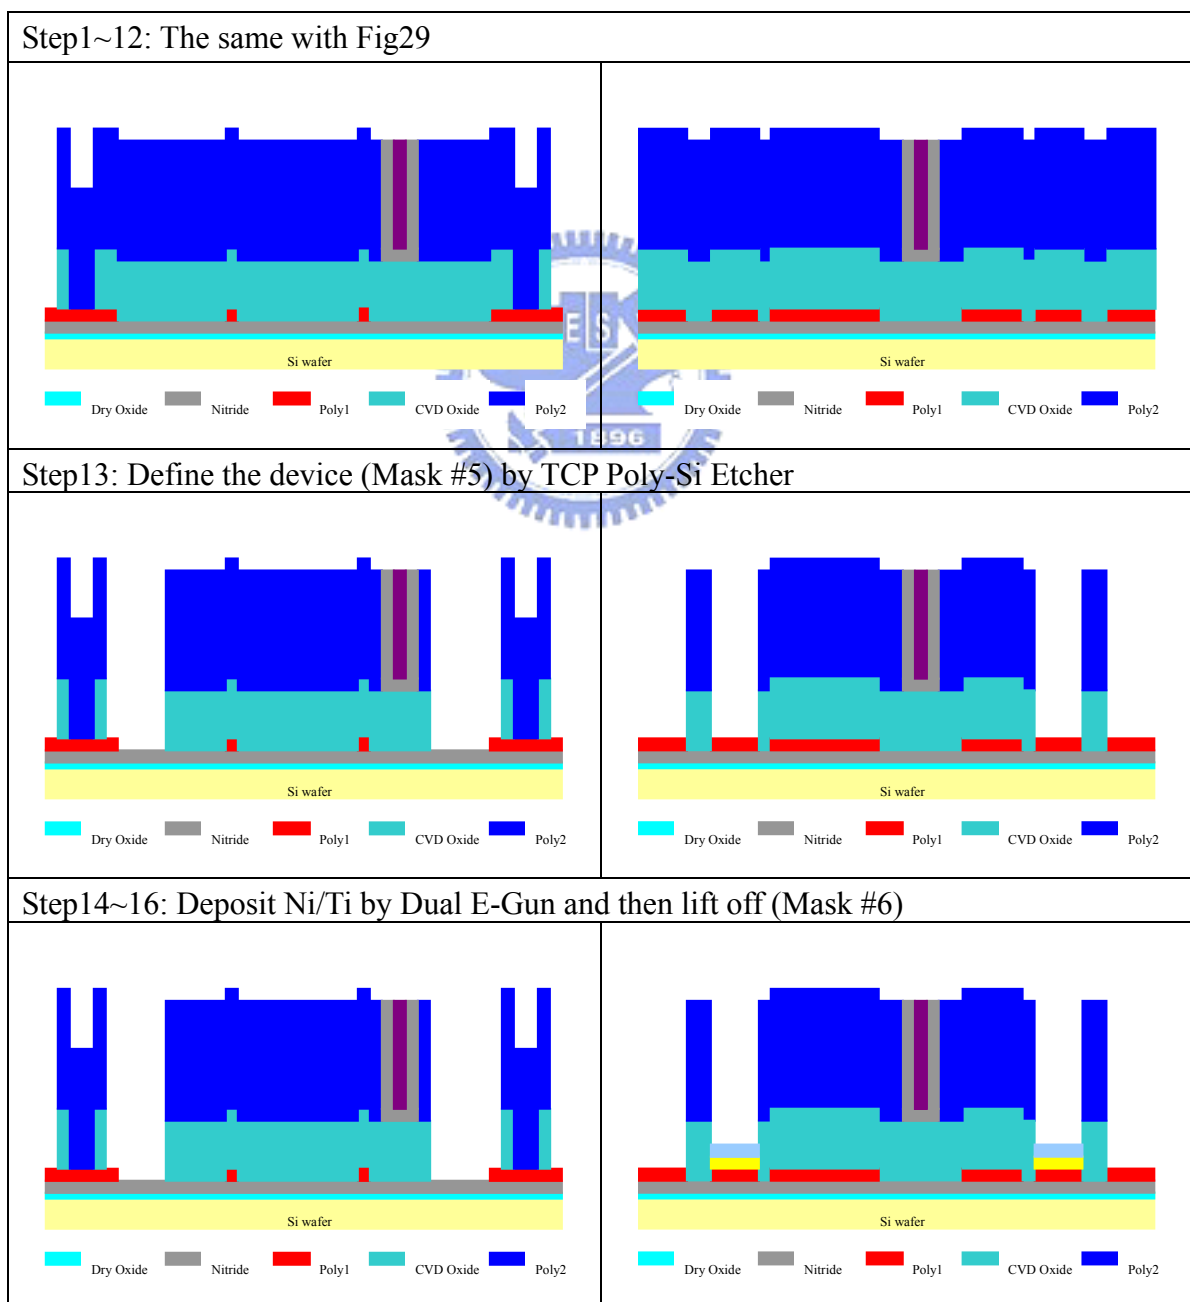 Step1~12: The same with Fig29
Si wafer
Dry Oxide Nitride Poly1 CVD Oxide Poly2
Si wafer
Dry Oxide Nitride Poly1 CVD Oxide Poly2
E S
1896
Step13: Define the device (Mask #5) by TCP Poly-Si Etcher
Si wafer
Dry Oxide Nitride Poly1 CVD Oxide Poly2
Si wafer
Dry Oxide Nitride Poly1 CVD Oxide Poly2
Step14~16: Deposit Ni/Ti by Dual E-Gun and then lift off (Mask #6)
Si wafer
Dry Oxide Nitride Poly1 CVD Oxide Poly2
Si wafer
Dry Oxide Nitride Poly1 CVD Oxide Poly2